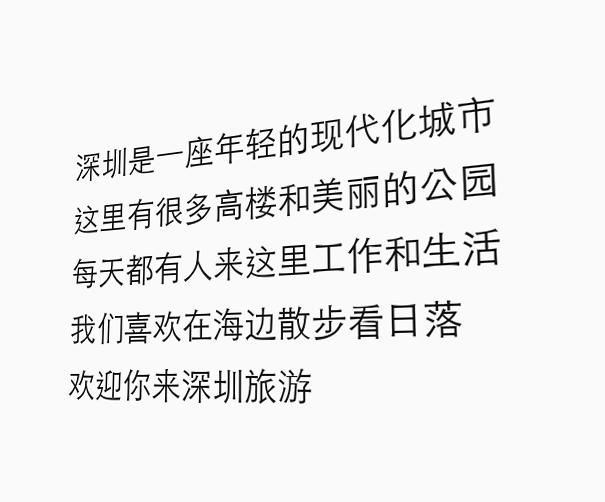 深圳是一座年轻的现代化城市
这里有很多高楼和美丽的公园
每天都有人来这里工作和生活
我们喜欢在海边散步看日落
欢迎你来深圳旅游